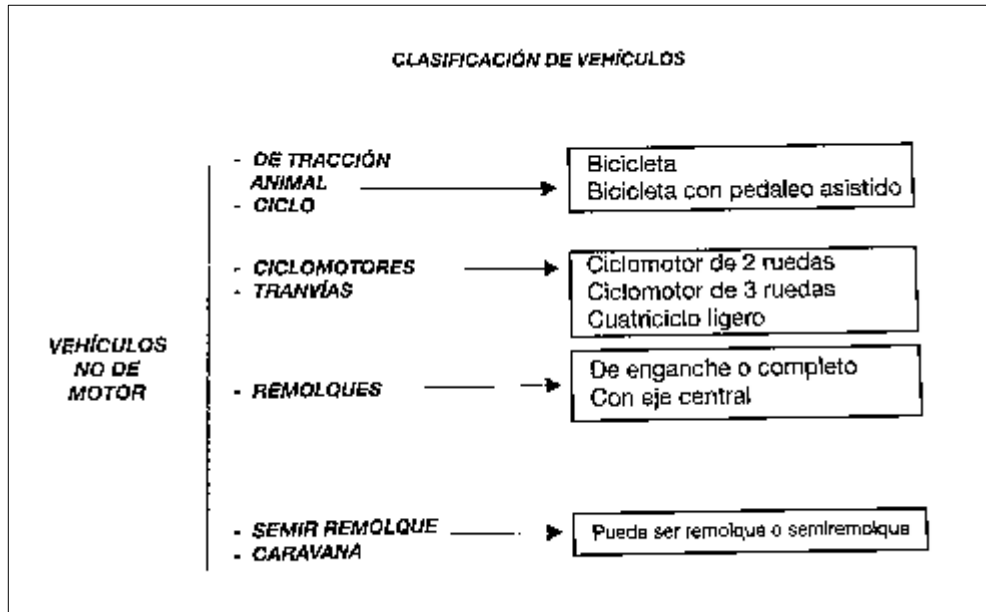 CLASIFICACIÓN DE VEHÍCULOS
VEHÍCULOS
NO DE
MOTOR
- DE TRACCIÓN
ANIMAL
- CICLO
Bicicleta
Bicicleta con pedaleo asistido
- CICLOMOTORES
- TRANVÍAS
Ciclomotor de 2 ruedas
Ciclomotor de 3 ruedas
Cuatriciclo ligero
- REMOLQUES
De enganche o completo
Con eje central
- SEMIR REMOLQUE
- CARAVANA
Puede ser remolque o semiremolque